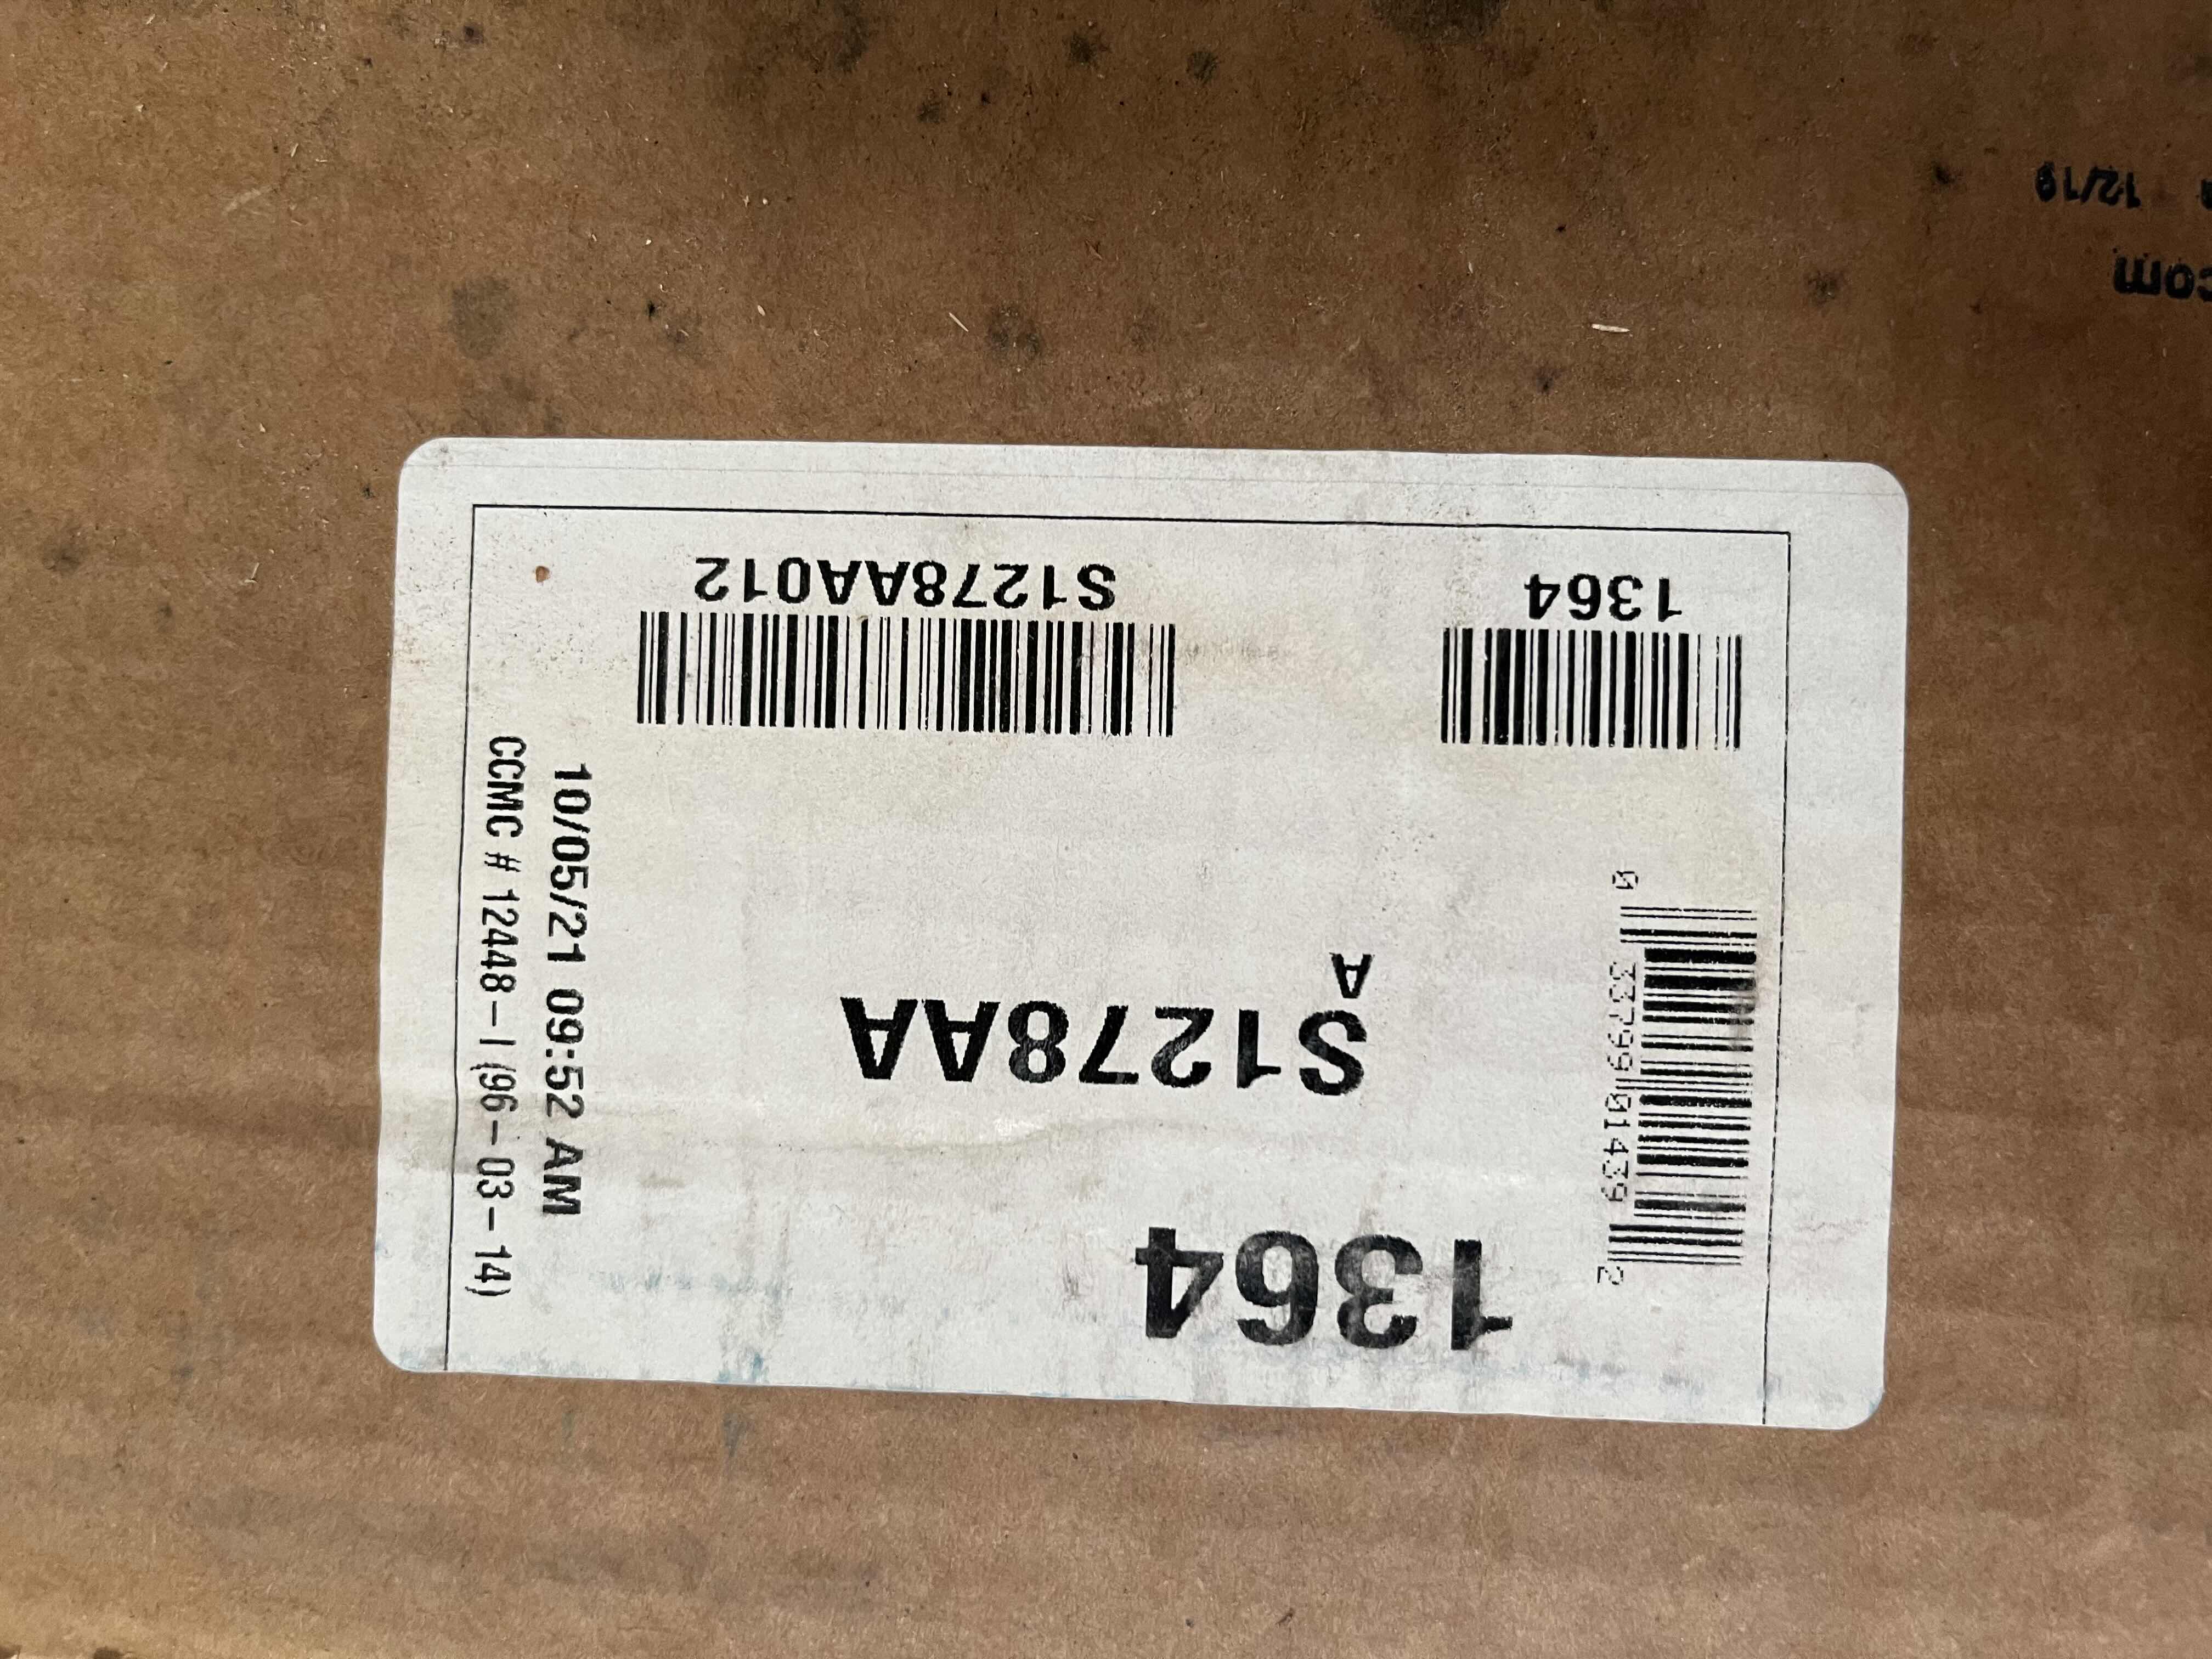 1364
S1278AA
A
1364
S1278AA012
0 33799 01439 2
10/05/21 09:52 AM
CCMC # 12448-I (96-03-14)
com
12/19